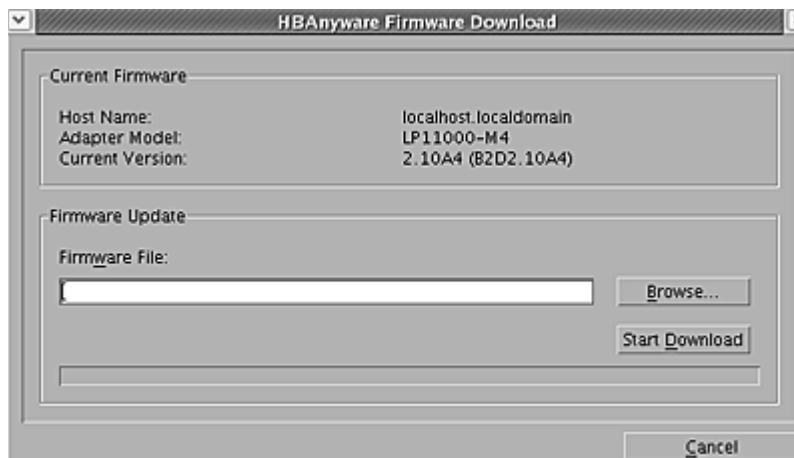 HBAnyware Firmware Download
Current Firmware
Host Name: localhost.localdomain
Adapter Model: LP11000-M4
Current Version: 2.10A4 (B2D2.10A4)
Firmware Update
Firmware File:
Browse...
Start Download
Cancel